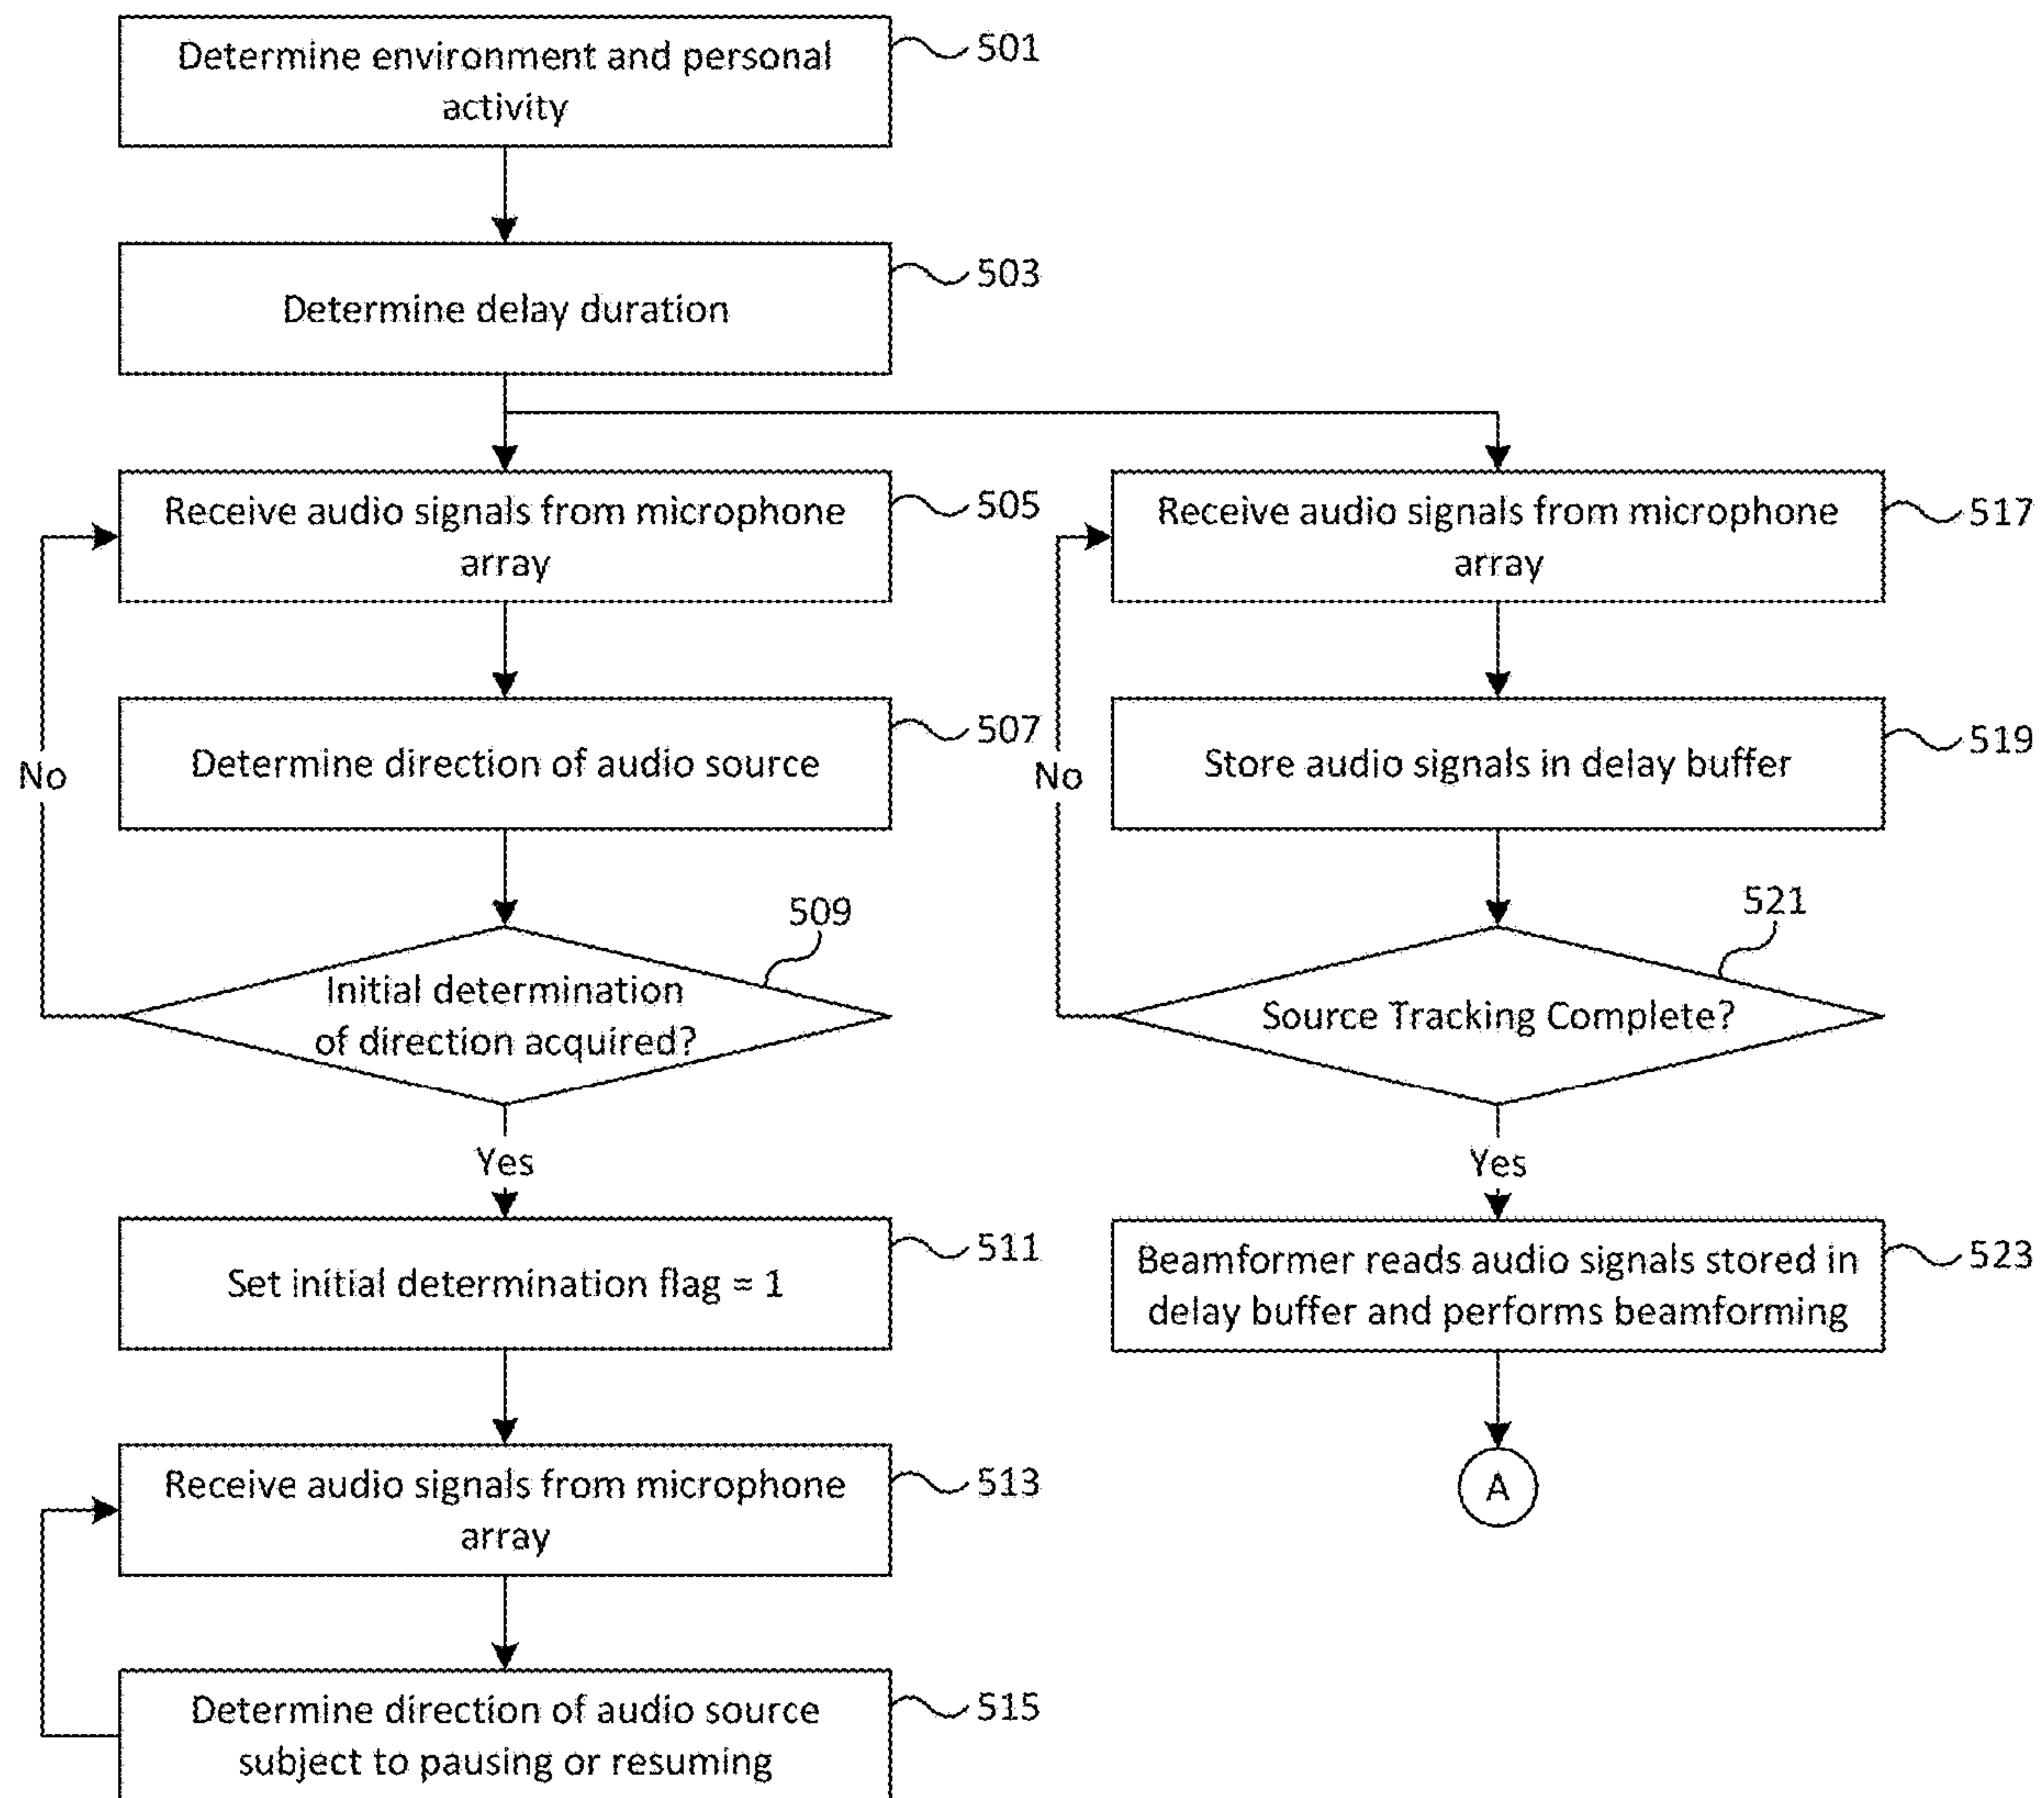 Determine environment and personal
activity
501
Determine delay duration
503
Receive audio signals from microphone
array
505
Determine direction of audio source
507
No
Initial determination
of direction acquired?
509
Yes
Set initial determination flag = 1
511
Receive audio signals from microphone
array
513
Determine direction of audio source
subject to pausing or resuming
515
Receive audio signals from microphone
array
517
Store audio signals in delay buffer
519
No
Source Tracking Complete?
521
Yes
Beamformer reads audio signals stored in
delay buffer and performs beamforming
523
A